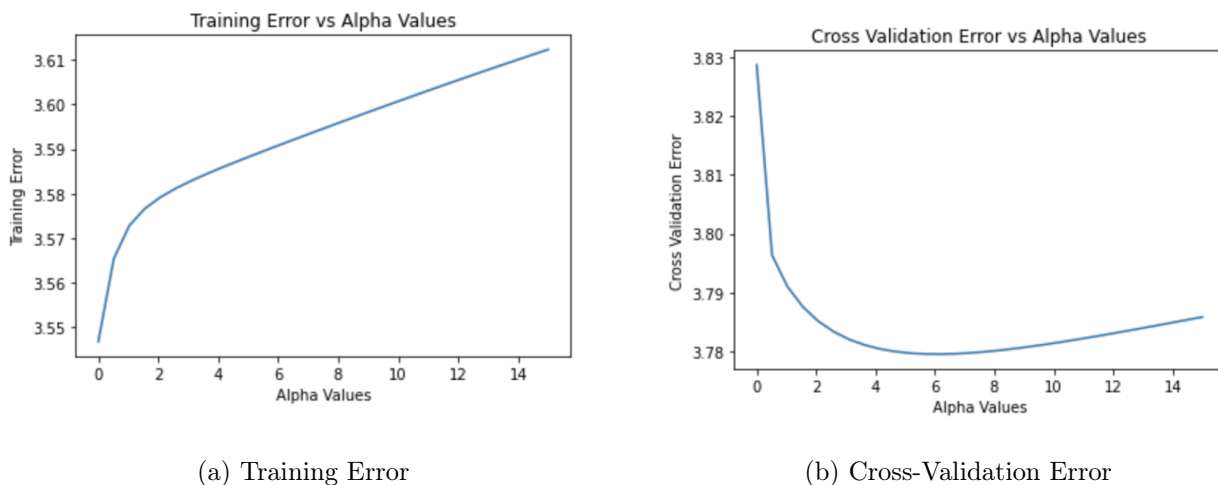 Training Error vs Alpha Values
Training Error
3.61
3.60
3.59
3.58
3.57
3.56
3.55
0 2 4 6 8 10 12 14
Alpha Values
(a) Training Error
Cross Validation Error vs Alpha Values
Cross Validation Error
3.83
3.82
3.81
3.80
3.79
3.78
0 2 4 6 8 10 12 14
Alpha Values
(b) Cross-Validation Error